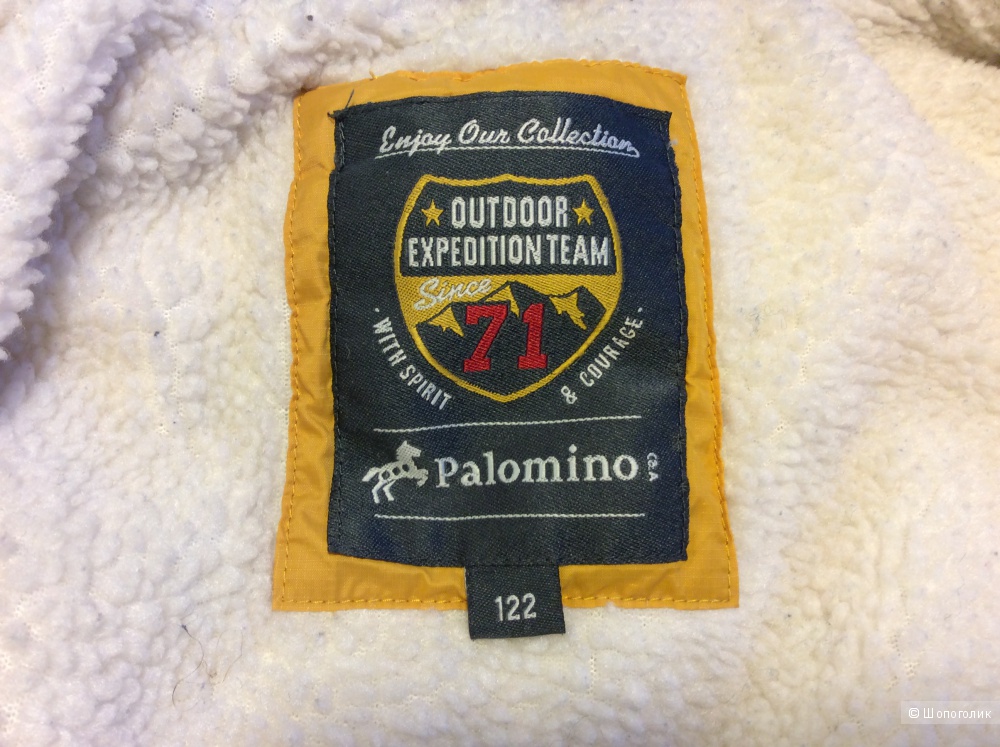 Enjoy Our Collection
OUTDOOR
EXPEDITION TEAM
Since
71
· WITH SPIRIT
& COURAGE ·
Palomino C&A
122
© Шопоголик